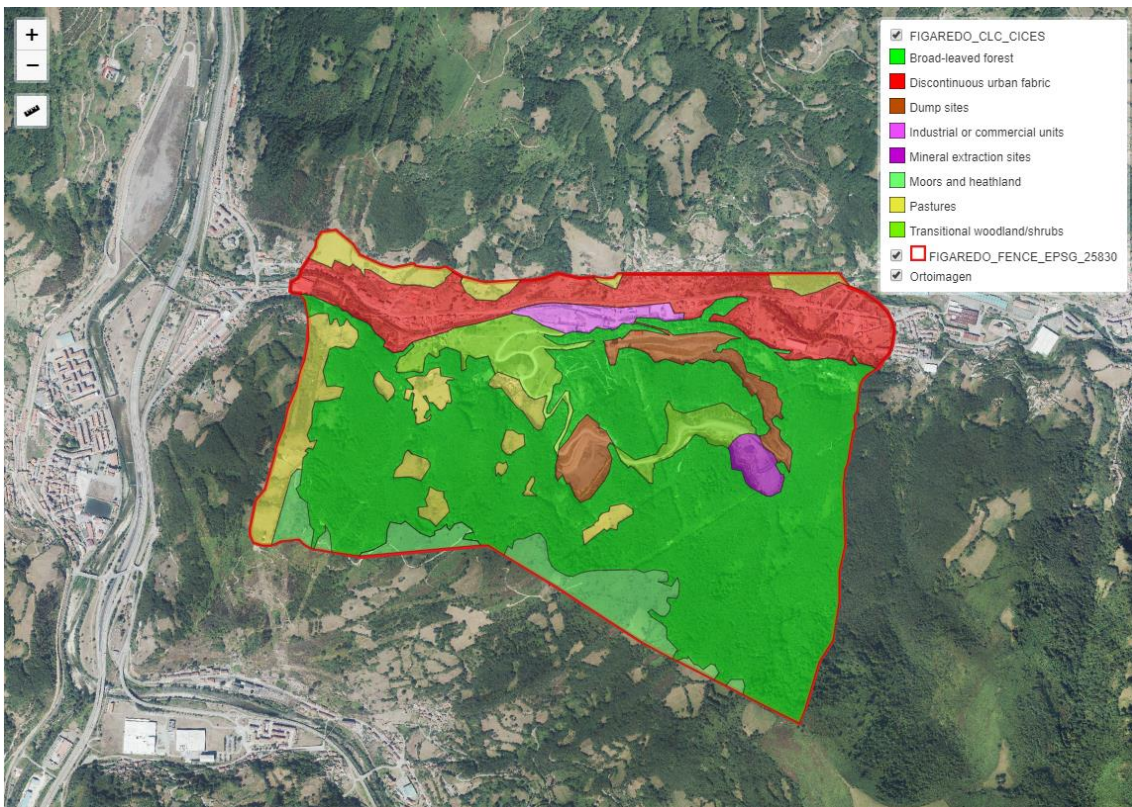 +
−
FIGAREDO_CLC_CICES
Broad-leaved forest
Discontinuous urban fabric
Dump sites
Industrial or commercial units
Mineral extraction sites
Moors and heathland
Pastures
Transitional woodland/shrubs
FIGAREDO_FENCE_EPSG_25830
Ortoimagen